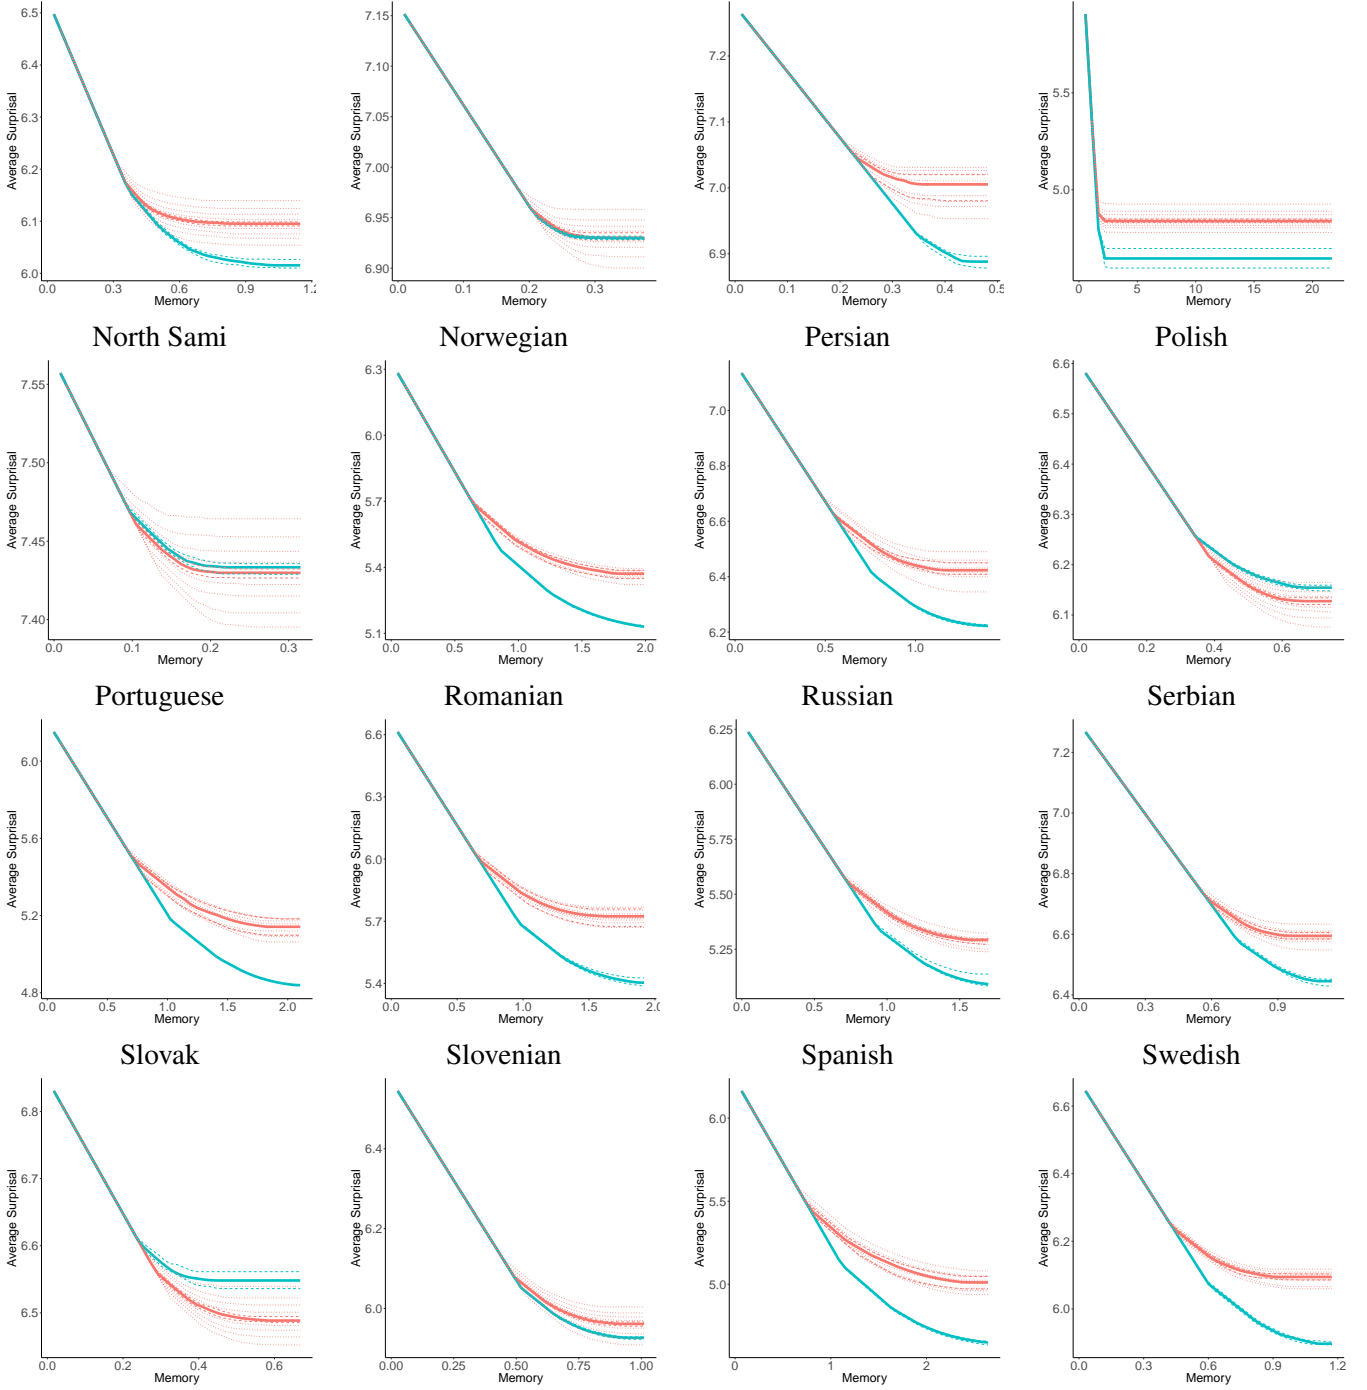 6.5
6.4
6.3
6.2
6.1
6.0
Average Surprisal
0.0 0.3 0.6 0.9
Memory
7.15
7.10
7.05
7.00
6.95
6.90
Average Surprisal
0.0 0.1 0.2 0.3
Memory
7.2
7.1
7.0
6.9
Average Surprisal
0.0 0.1 0.2 0.3 0.4 0.5
Memory
5.5
5.0
Average Surprisal
0 5 10 15 20
Memory
North Sami Norwegian Persian Polish
7.55
7.50
7.45
7.40
Average Surprisal
0.0 0.1 0.2 0.3
Memory
6.3
6.0
5.7
5.4
5.1
Average Surprisal
0.0 0.5 1.0 1.5 2.0
Memory
7.0
6.8
6.6
6.4
6.2
Average Surprisal
0.0 0.5 1.0
Memory
6.6
6.5
6.4
6.3
6.2
6.1
Average Surprisal
0.0 0.2 0.4 0.6
Memory
Portuguese Romanian Russian Serbian
6.0
5.6
5.2
4.8
Average Surprisal
0.0 0.5 1.0 1.5 2.0
Memory
6.6
6.3
6.0
5.7
5.4
Average Surprisal
0.0 0.5 1.0 1.5 2.0
Memory
6.25
6.00
5.75
5.50
5.25
Average Surprisal
0.0 0.5 1.0 1.5
Memory
7.2
7.0
6.8
6.6
6.4
Average Surprisal
0.0 0.3 0.6 0.9
Memory
Slovak Slovenian Spanish Swedish
6.8
6.7
6.6
6.5
Average Surprisal
0.0 0.2 0.4 0.6
Memory
6.4
6.2
6.0
Average Surprisal
0.00 0.25 0.50 0.75 1.00
Memory
6.0
5.5
5.0
Average Surprisal
0 1 2
Memory
6.6
6.4
6.2
6.0
Average Surprisal
0.0 0.3 0.6 0.9 1.2
Memory